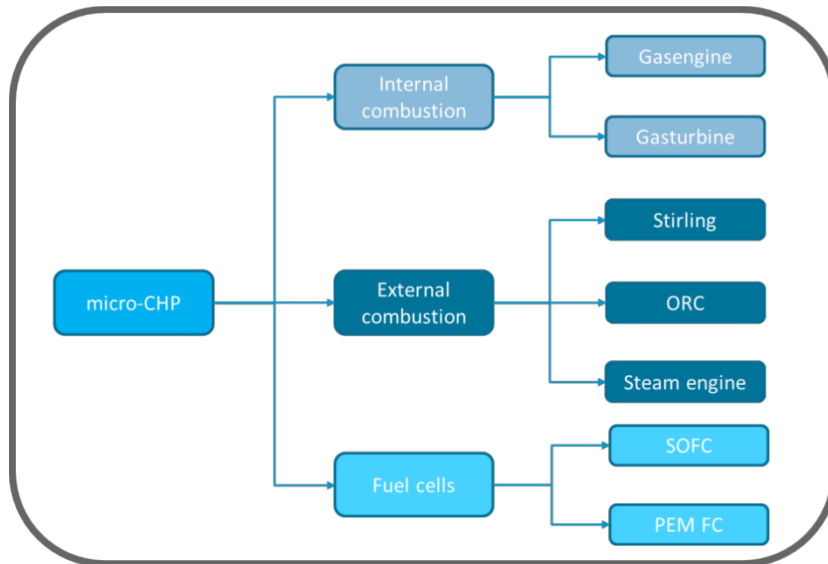 Gasengine
Internal
combustion
Gasturbine
Stirling
micro-CHP
External
combustion
ORC
Steam engine
SOFC
Fuel cells
PEM FC